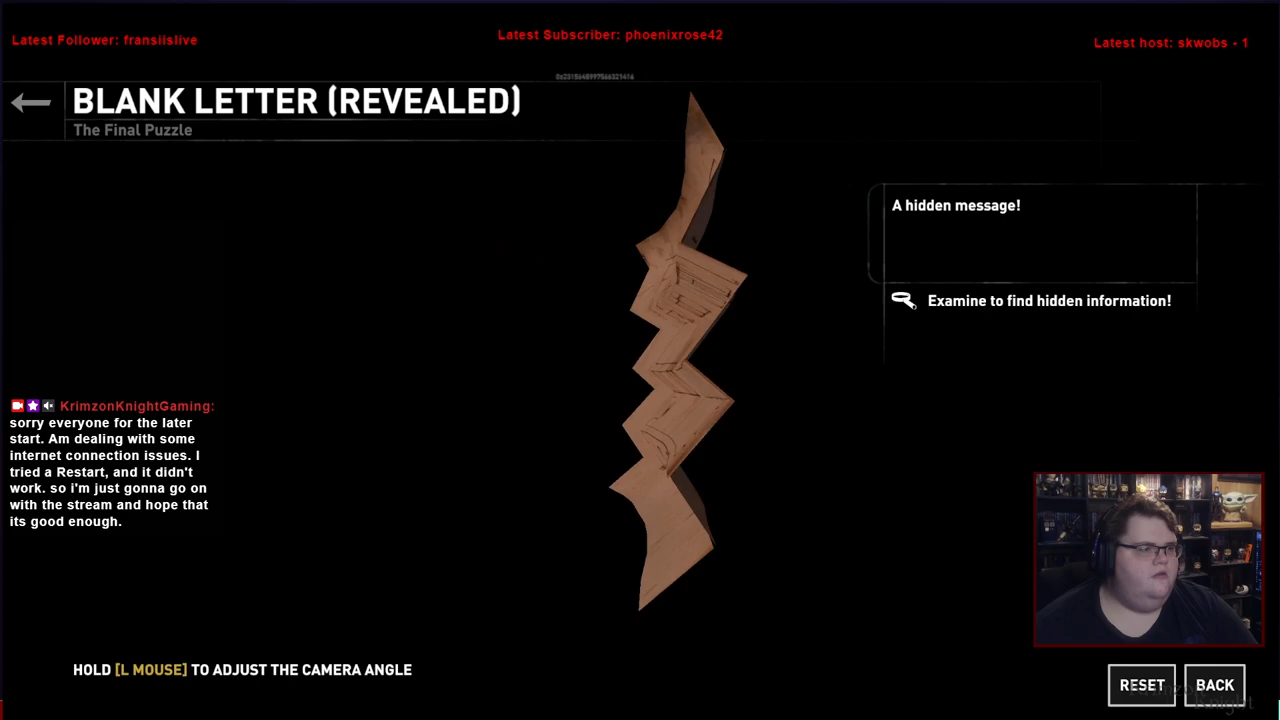 Latest Follower: fransiislive
Latest Subscriber: phoenixrose42
Latest host: skwobs - 1
BLANK LETTER (REVEALED)
The Final Puzzle
A hidden message!
Examine to find hidden information!
KrimzonKnightGaming:
sorry everyone for the later
start. Am dealing with some
internet connection issues. I
tried a Restart, and it didn't
work. so i'm just gonna go on
with the stream and hope that
its good enough.
HOLD [L MOUSE] TO ADJUST THE CAMERA ANGLE
RESET
BACK